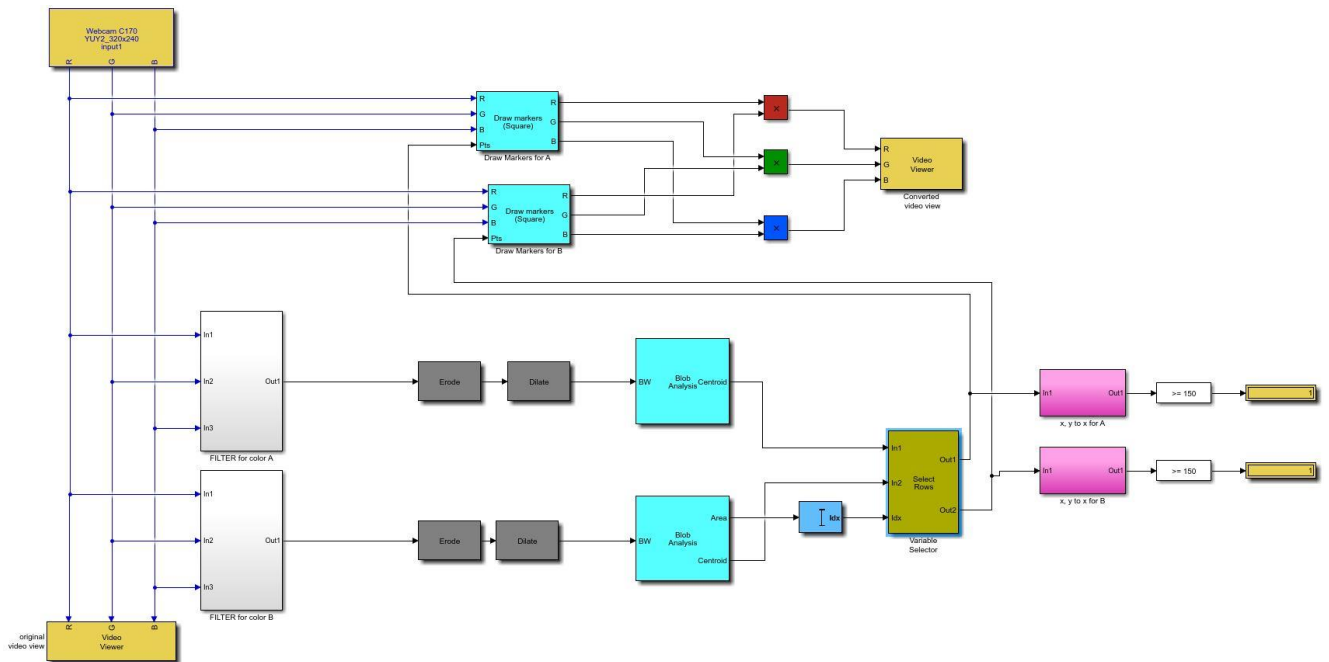 Webcam C170
YUY2_320x240
input1
R
G
B
R
G
B
Pts
Draw markers
(Square)
R
G
B
Draw Markers for A
×
×
×
R
G
B
Video
Viewer
Converted
video view
R
G
B
Pts
Draw markers
(Square)
R
G
B
Draw Markers for B
In1
In2
In3
Out1
FILTER for color A
Erode
Dilate
BW
Blob
Analysis
Centroid
In1
In2
Idx
Select
Rows
Out1
Out2
Variable
Selector
In1
Out1
x, y to x for A
>= 150
1
In1
Out1
x, y to x for B
>= 150
1
In1
In2
In3
Out1
FILTER for color B
Erode
Dilate
BW
Blob
Analysis
Area
Centroid
Idx
original
video view
R
G
B
Video
Viewer